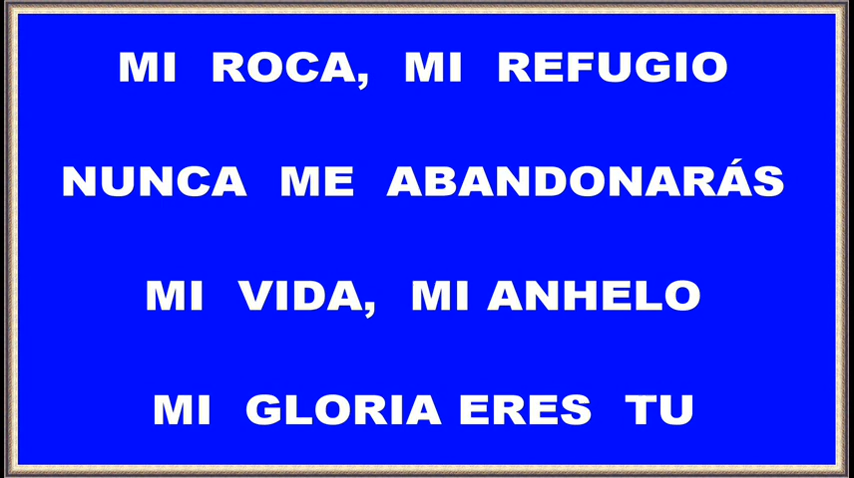 MI ROCA, MI REFUGIO
NUNCA ME ABANDONARÁS
MI VIDA, MI ANHELO
MI GLORIA ERES TU